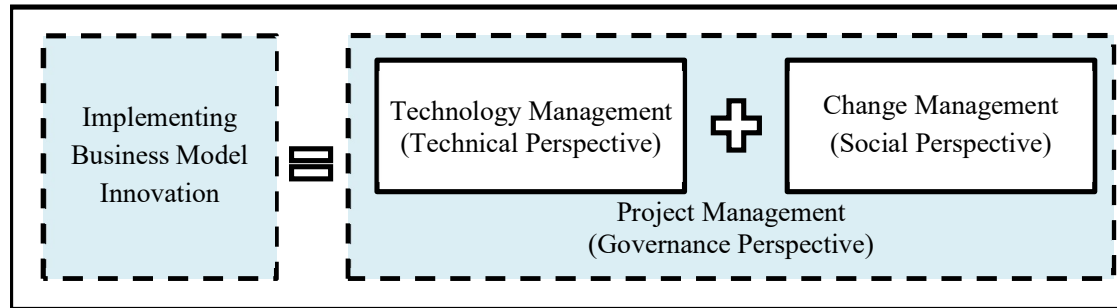 Implementing
Business Model
Innovation
Technology Management
(Technical Perspective)
Change Management
(Social Perspective)
Project Management
(Governance Perspective)